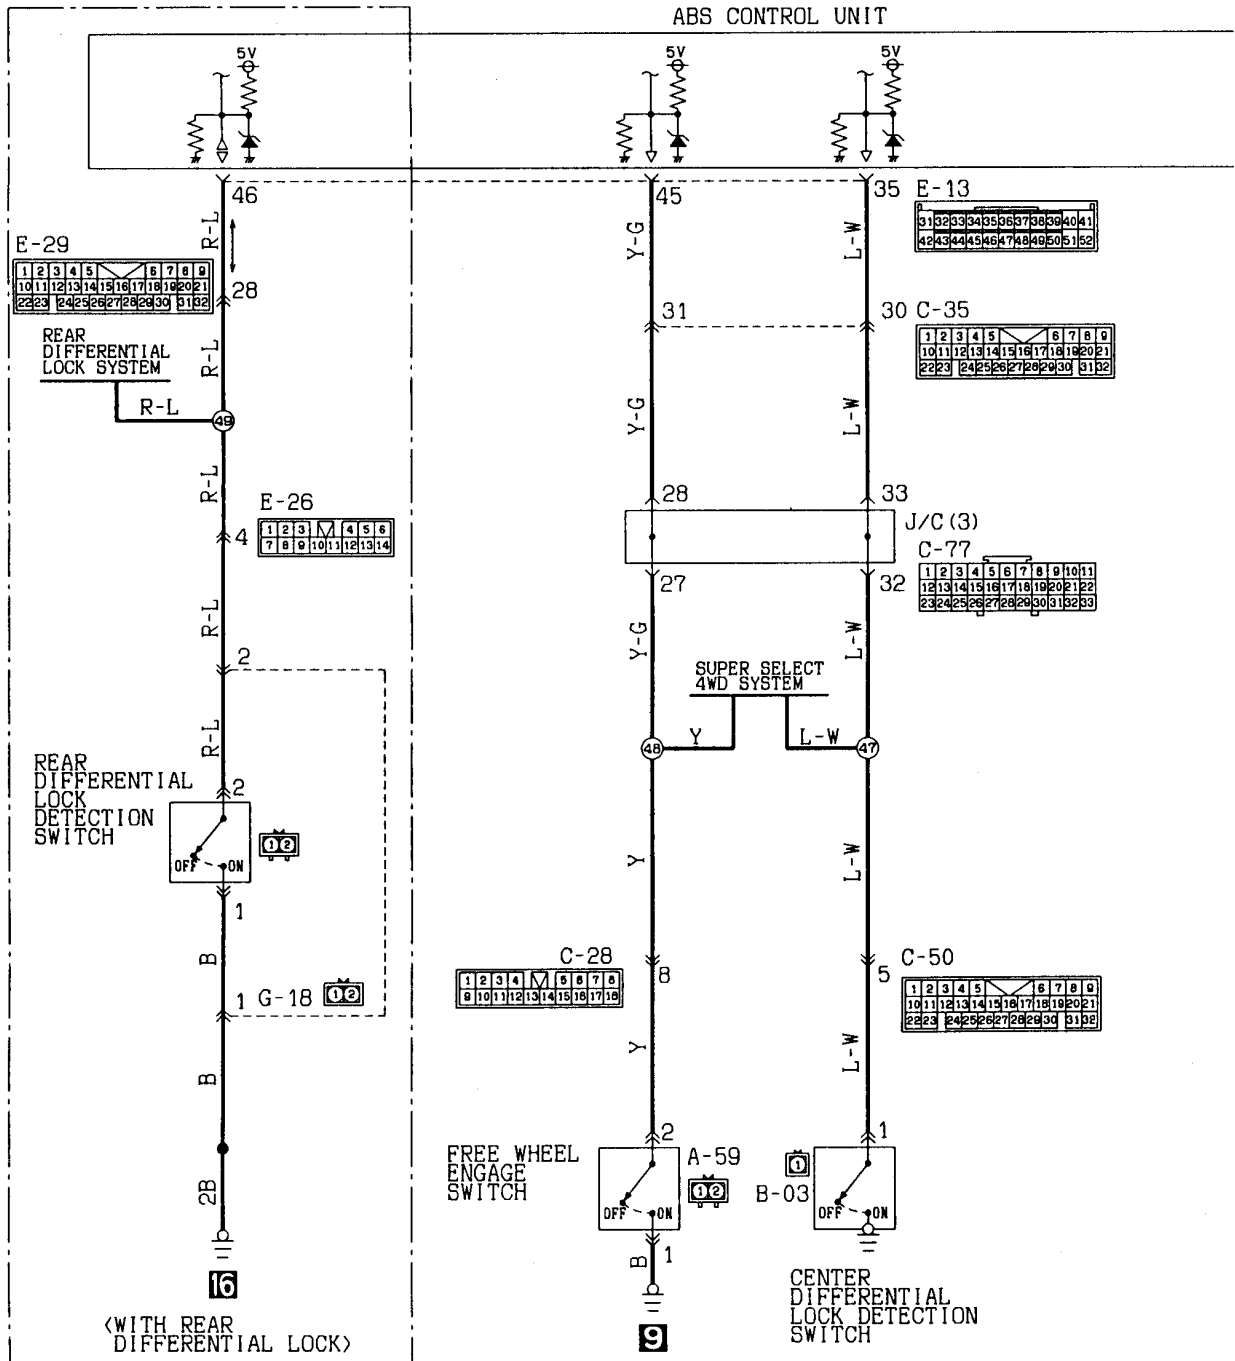 ABS CONTROL UNIT
5V
5V
5V
46
45
35
E-13
31 32 33 34 35 36 37 38 39 40 41
42 43 44 45 46 47 48 49 50 51 52
R-L
Y-G
L-W
E-29
1 2 3 4 5 6 7 8 9
10 11 12 13 14 15 16 17 18 19 20 21
22 23 24 25 26 27 28 29 30 31 32
28
31
30
C-35
1 2 3 4 5 6 7 8 9
10 11 12 13 14 15 16 17 18 19 20 21
22 23 24 25 26 27 28 29 30 31 32
REAR
DIFFERENTIAL
LOCK SYSTEM
R-L
R-L
49
Y-G
L-W
R-L
E-26
1 2 3 4 5 6
7 8 9 10 11 12 13 14
4
28
33
J/C(3)
C-77
1 2 3 4 5 6 7 8 9 10 11
12 13 14 15 16 17 18 19 20 21 22
23 24 25 26 27 28 29 30 31 32 33
27
32
R-L
Y-G
L-W
2
SUPER SELECT
4WD SYSTEM
R-L
48
Y
L-W
47
REAR
DIFFERENTIAL
LOCK
DETECTION
SWITCH
2
OFF
ON
1 2
Y
L-W
1
B
C-28
1 2 3 4 5 6 7 8
9 10 11 12 13 14 15 16 17 18
8
5
C-50
1 2 3 4 5 6 7 8 9
10 11 12 13 14 15 16 17 18 19 20 21
22 23 24 25 26 27 28 29 30 31 32
1
G-18
1 2
B
Y
L-W
2
1
FREE WHEEL
ENGAGE
SWITCH
A-59
1 2
OFF
ON
1
B-03
OFF
ON
2B
B
1
16
9
<WITH REAR
DIFFERENTIAL LOCK>
CENTER
DIFFERENTIAL
LOCK DETECTION
SWITCH